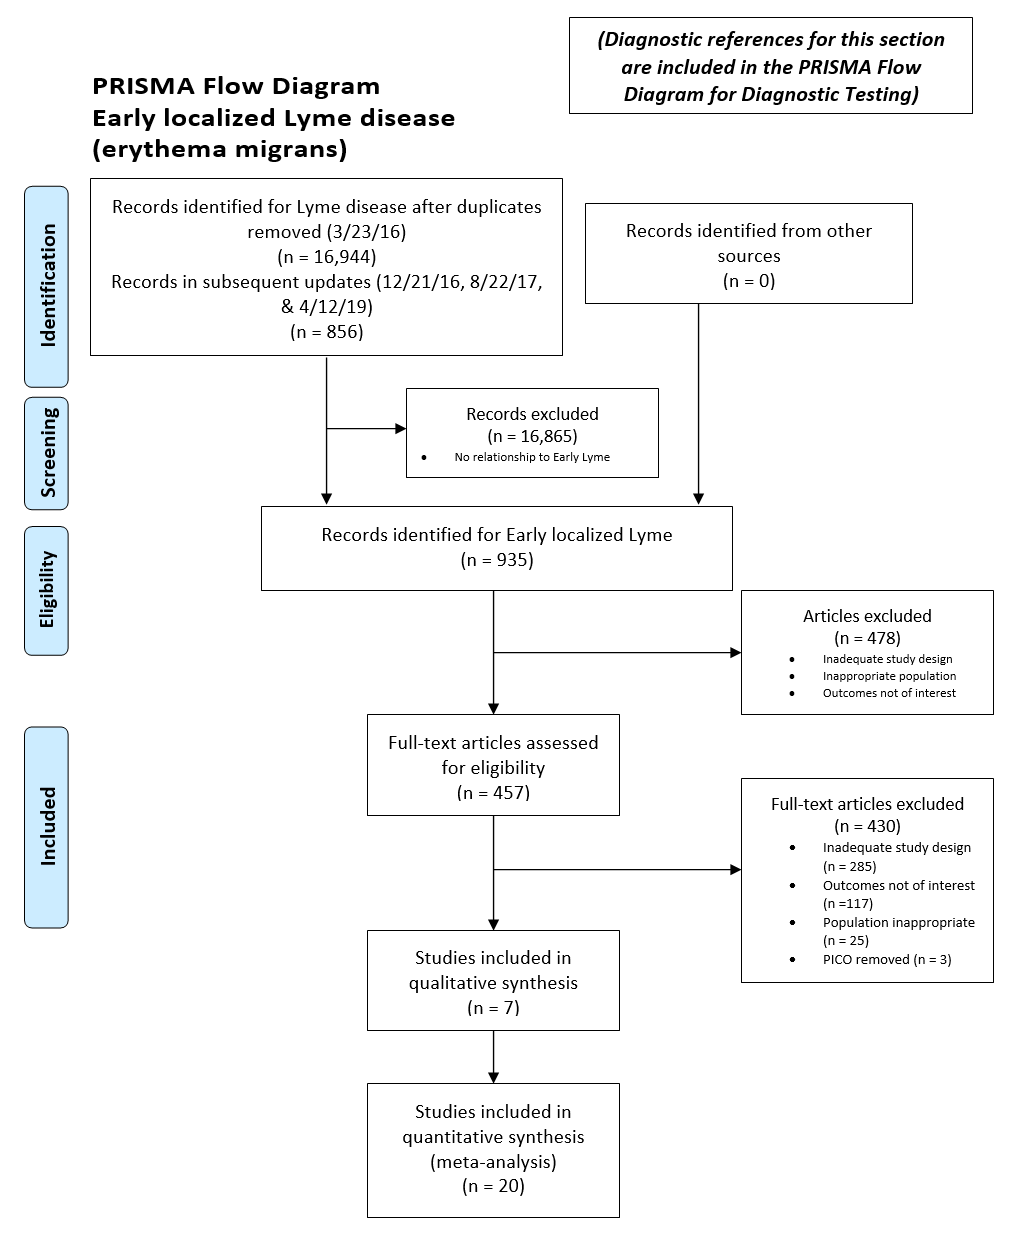 (Diagnostic references for this section
are included in the PRISMA Flow
Diagram for Diagnostic Testing)
PRISMA Flow Diagram
Early localized Lyme disease
(erythema migrans)
Identification
Records identified for Lyme disease after duplicates
removed (3/23/16)
(n = 16,944)
Records in subsequent updates (12/21/16, 8/22/17,
& 4/12/19)
(n = 856)
Records identified from other
sources
(n = 0)
Screening
Records excluded
(n = 16,865)
• No relationship to Early Lyme
Eligibility
Records identified for Early localized Lyme
(n = 935)
Articles excluded
(n = 478)
• Inadequate study design
• Inappropriate population
• Outcomes not of interest
Included
Full-text articles assessed
for eligibility
(n = 457)
Full-text articles excluded
(n = 430)
• Inadequate study design
(n = 285)
• Outcomes not of interest
(n =117)
• Population inappropriate
(n = 25)
• PICO removed (n = 3)
Studies included in
qualitative synthesis
(n = 7)
Studies included in
quantitative synthesis
(meta-analysis)
(n = 20)